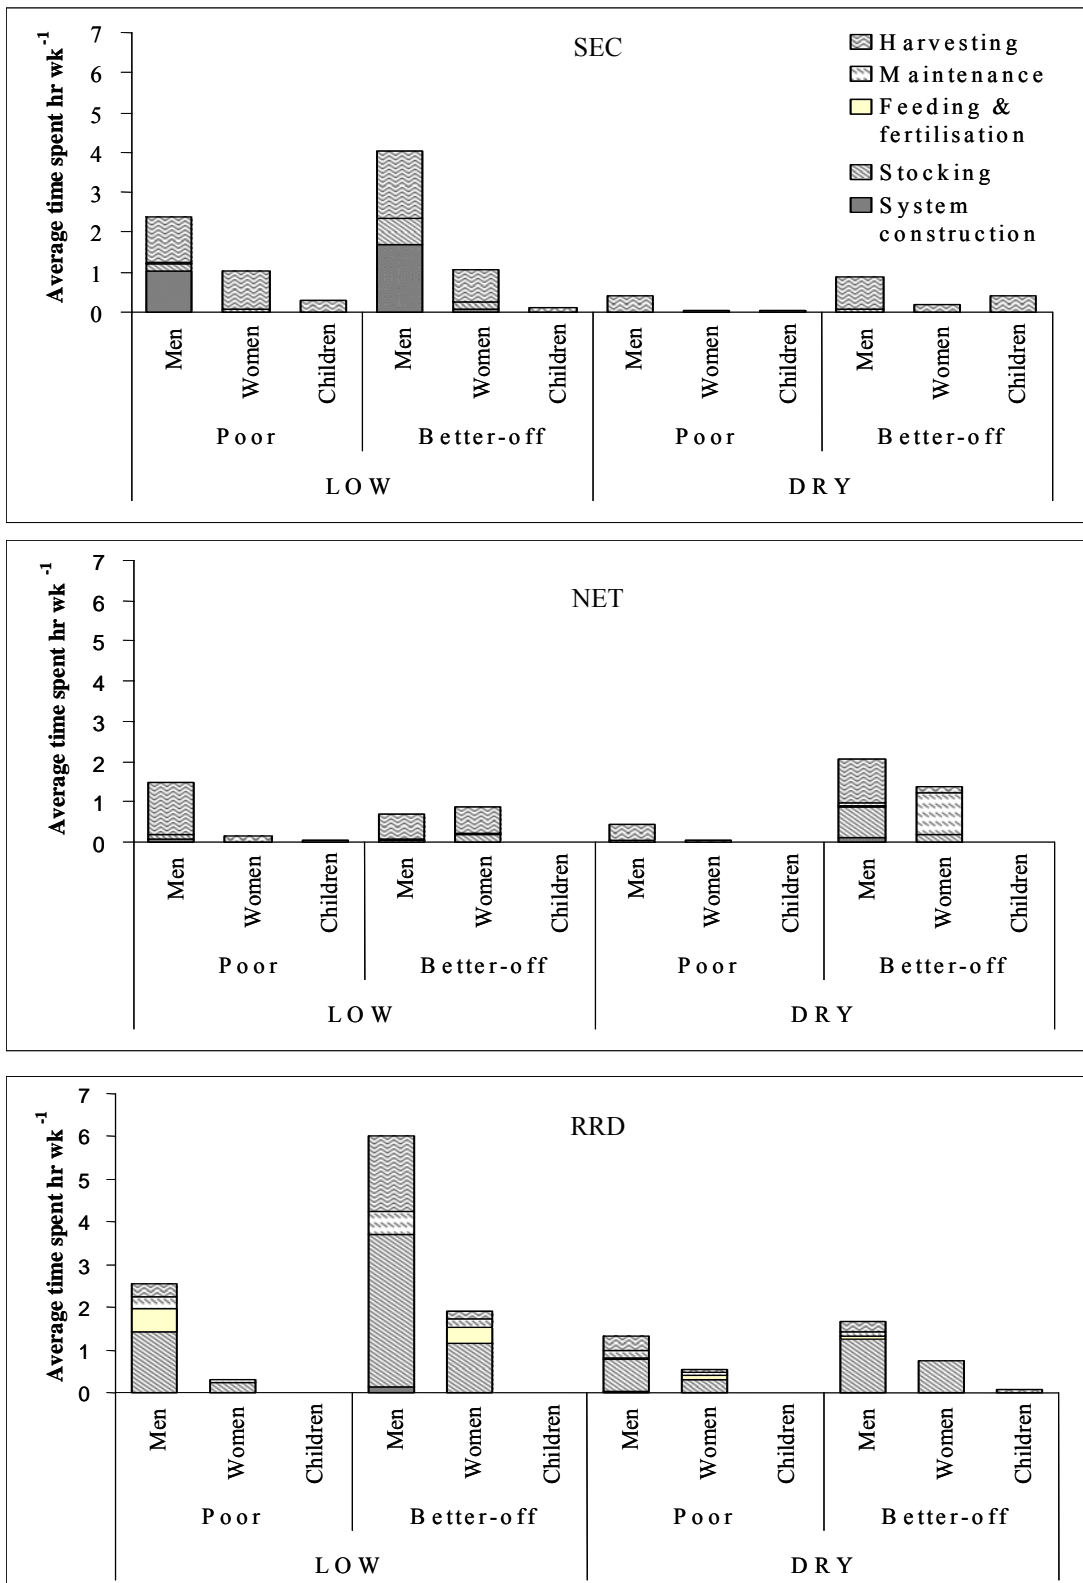 SEC
Average time spent hr wk⁻¹
7
6
5
4
3
2
1
0
Harvesting
Maintenance
Feeding &
fertilisation
Stocking
System
construction
Men
Women
Children
Men
Women
Children
Men
Women
Children
Men
Women
Children
Poor
Better-off
Poor
Better-off
LOW
DRY
NET
Average time spent hr wk⁻¹
7
6
5
4
3
2
1
0
Men
Women
Children
Men
Women
Children
Men
Women
Children
Men
Women
Children
Poor
Better-off
Poor
Better-off
LOW
DRY
RRD
Average time spent hr wk⁻¹
7
6
5
4
3
2
1
0
Men
Women
Children
Men
Women
Children
Men
Women
Children
Men
Women
Children
Poor
Better-off
Poor
Better-off
LOW
DRY